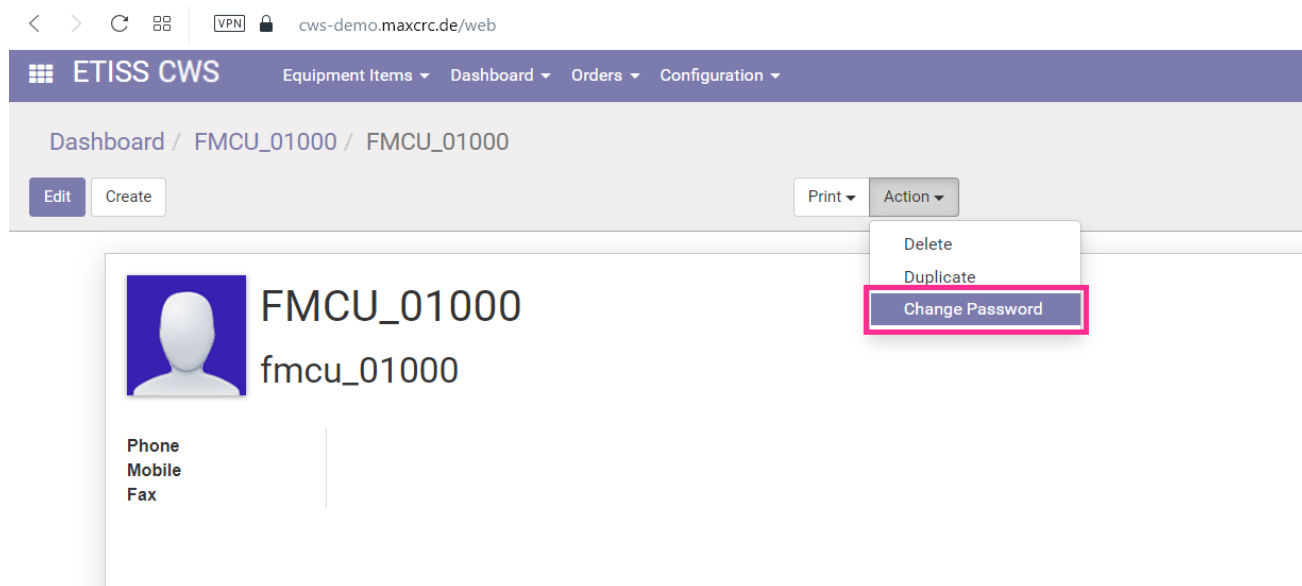 VPN cws-demo.maxcrc.de/web
ETISS CWS Equipment Items Dashboard Orders Configuration
Dashboard / FMCU_01000 / FMCU_01000
Edit Create Print Action
Delete
Duplicate
Change Password
FMCU_01000
fmcu_01000
Phone
Mobile
Fax